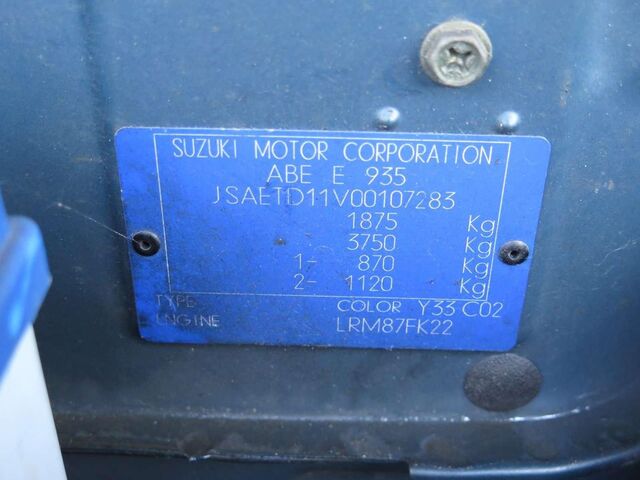 SUZUKI MOTOR CORPORATION
ABE E 935
JSAETD11V00107283
1875 Kg
3750 Kg
1- 870 Kg
2- 1120 Kg
TYPE COLOR Y33 C02
ENGINE LRM87FK22